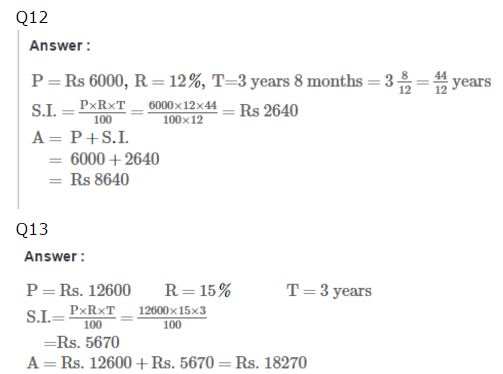 Q12
Answer :
P = Rs 6000, R = 12%, T=3 years 8 months = 3 8/12 = 44/12 years
S.I. = P×R×T/100 = 6000×12×44/100×12 = Rs 2640
A = P+S.I.
= 6000 + 2640
= Rs 8640
Q13
Answer :
P = Rs. 12600 R = 15% T = 3 years
S.I.= P×R×T/100 = 12600×15×3/100
=Rs. 5670
A = Rs. 12600 + Rs. 5670 = Rs. 18270